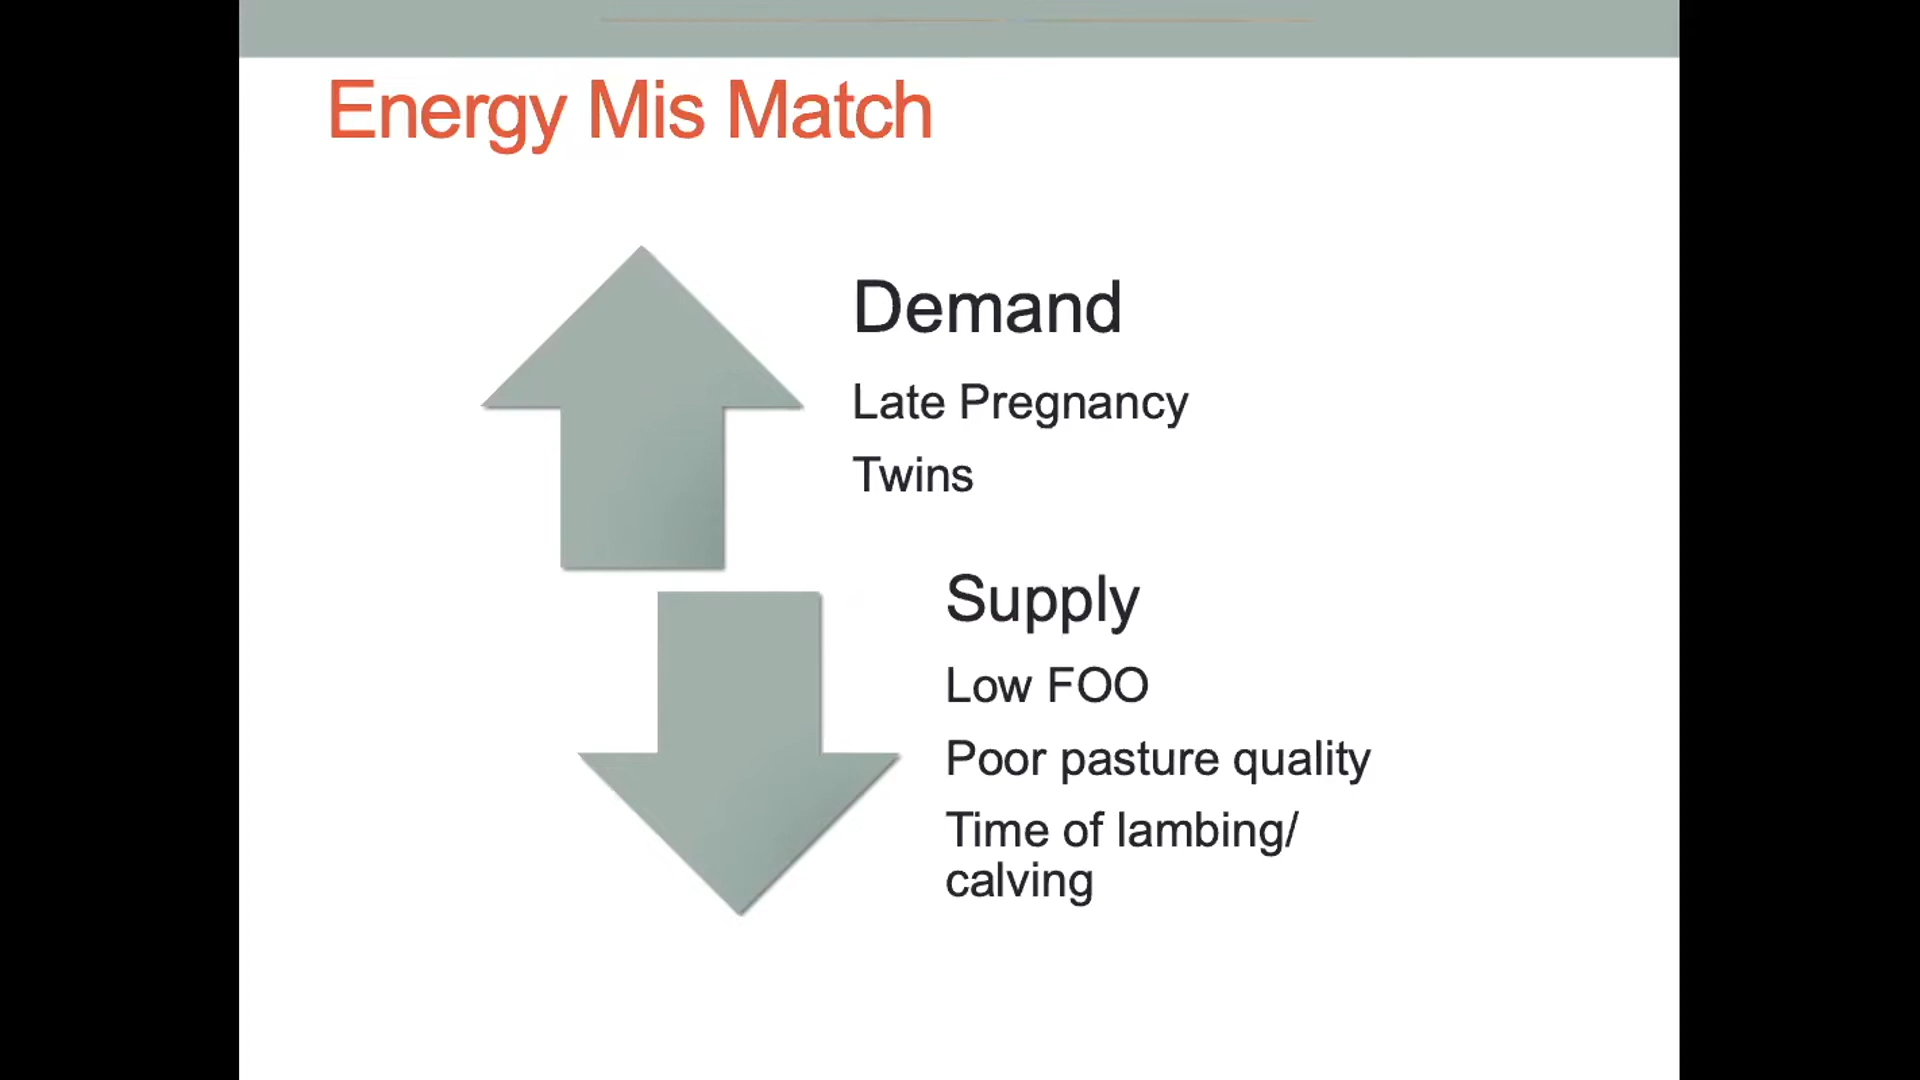 Energy Mis Match
Demand
Late Pregnancy
Twins
Supply
Low FOO
Poor pasture quality
Time of lambing/
calving